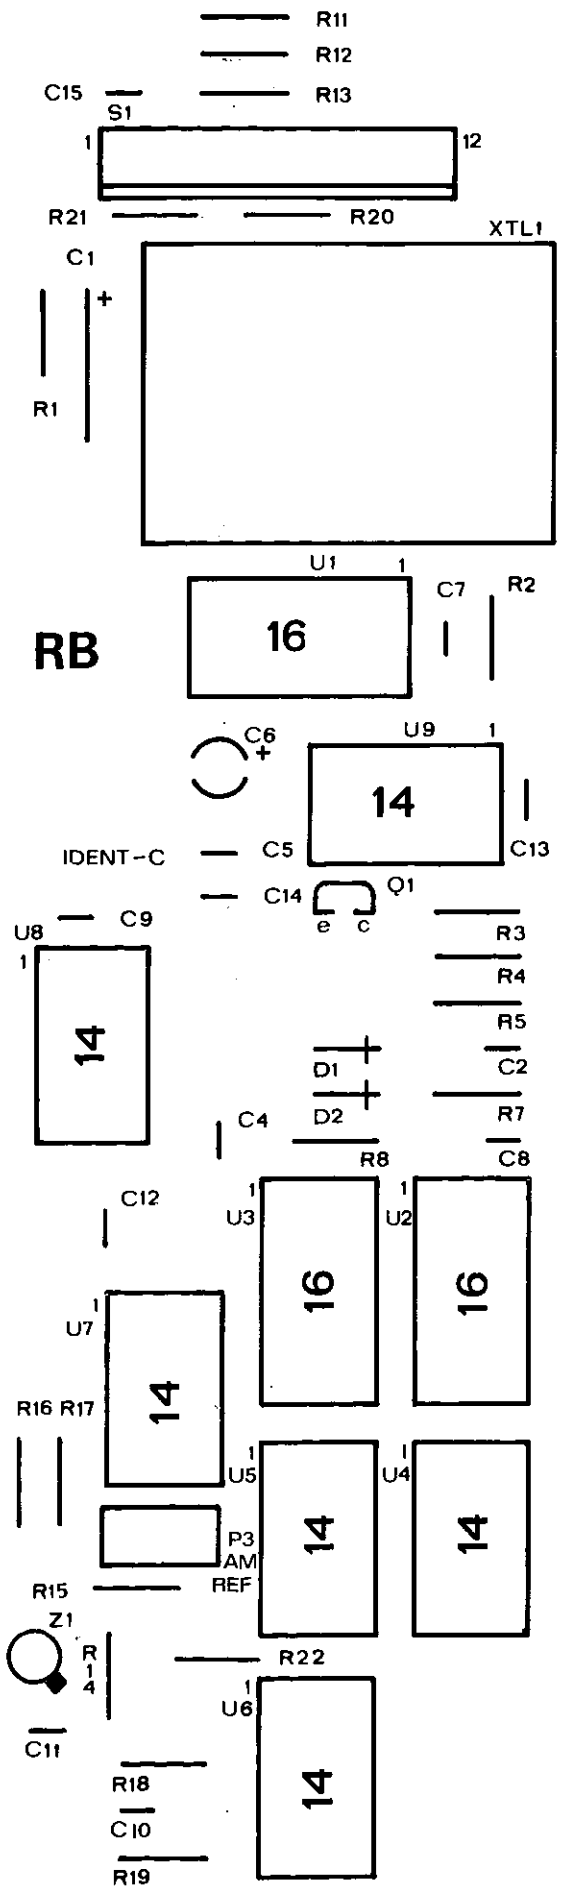 R11
R12
C15
R13
S1
1
12
R21
R20
XTL1
C1
+
R1
U1
1
C7
R2
RB
16
C6
+
U9
1
14
IDENT-C
C5
C13
C14
Q1
e
c
C9
R3
U8
1
R4
14
R5
D1
C2
D2
R7
C4
R8
C8
C12
1
U3
1
U2
16
16
1
U7
14
R16
R17
1
U5
1
U4
14
14
P3
AM
REF
R15
Z1
R
1
4
R22
1
U6
C11
14
R18
C10
R19